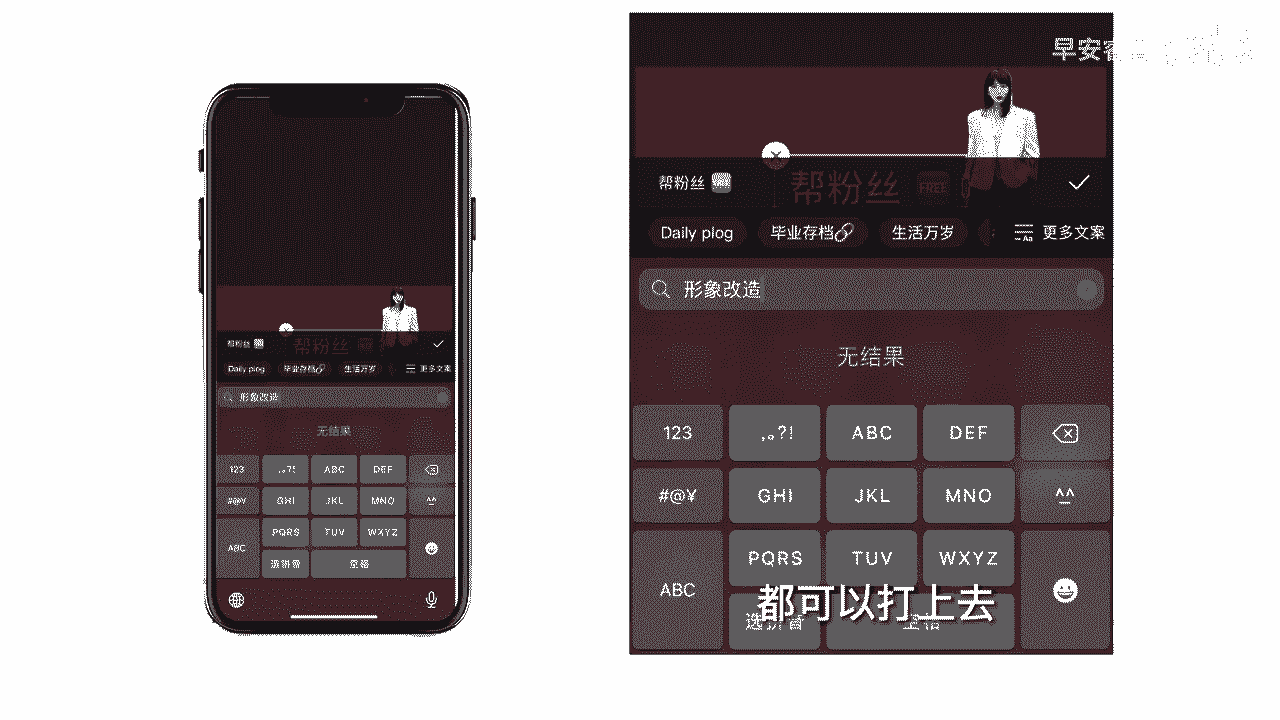 早安
帮粉丝 FREE
帮粉丝 FREE
Daily plog 毕业存档 生活万岁 更多文案
形象改造
无结果
123 ,。?! ABC DEF
#@¥ GHI JKL MNO ^^
ABC PQRS TUV WXYZ
选拼音 空格
都可以打上去
帮粉丝
帮粉丝
Daily plog 毕业存档 生活万岁 更多文案
形象改造
无结果
123 ,。?! ABC DEF
#@¥ GHI JKL MNO ^^
ABC PQRS TUV WXYZ
选拼音 空格